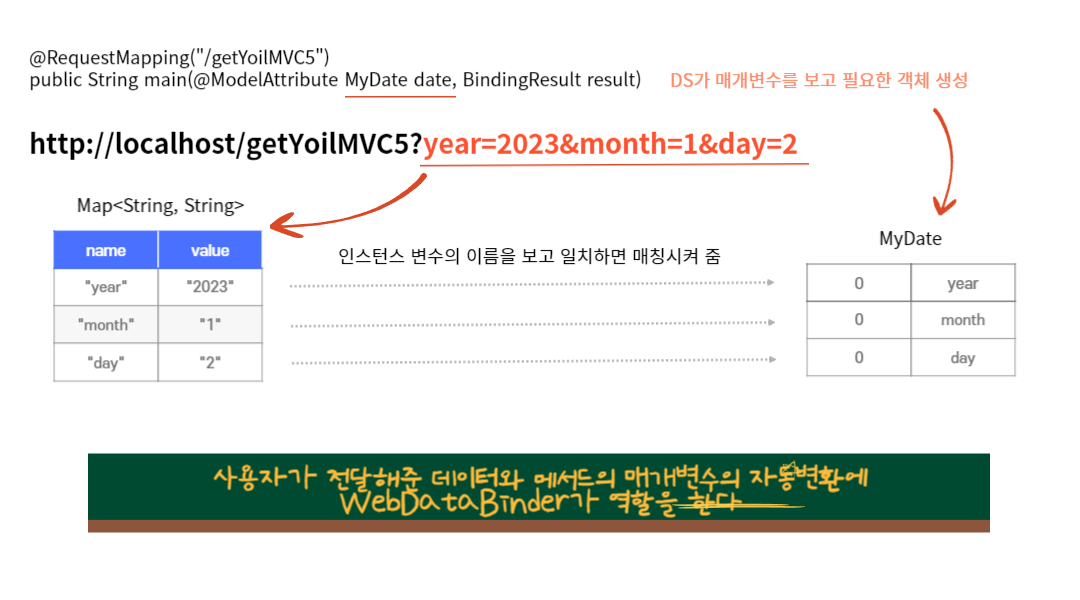 @RequestMapping("/getYoilMVC5")
public String main(@ModelAttribute MyDate date, BindingResult result)
DS가 매개변수를 보고 필요한 객체 생성
http://localhost/getYoilMVC5?year=2023&month=1&day=2
Map<String, String>
name value
"year" "2023"
"month" "1"
"day" "2"
인스턴스 변수의 이름을 보고 일치하면 매칭시켜 줌
MyDate
0 year
0 month
0 day
사용자가 전달해준 데이터와 메서드의 매개변수의 자동변환에
WebDataBinder가 역할을 한다